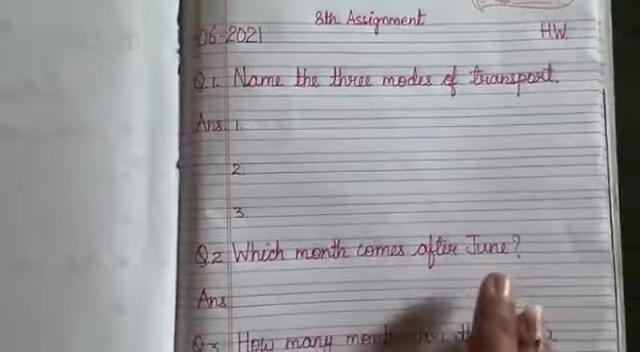 8th Assignment
06-2021 H.W.
Q.1. Name the three modes of transport.
Ans 1.
2.
3.
Q.2 Which month comes after June?
Ans
Q3 How many